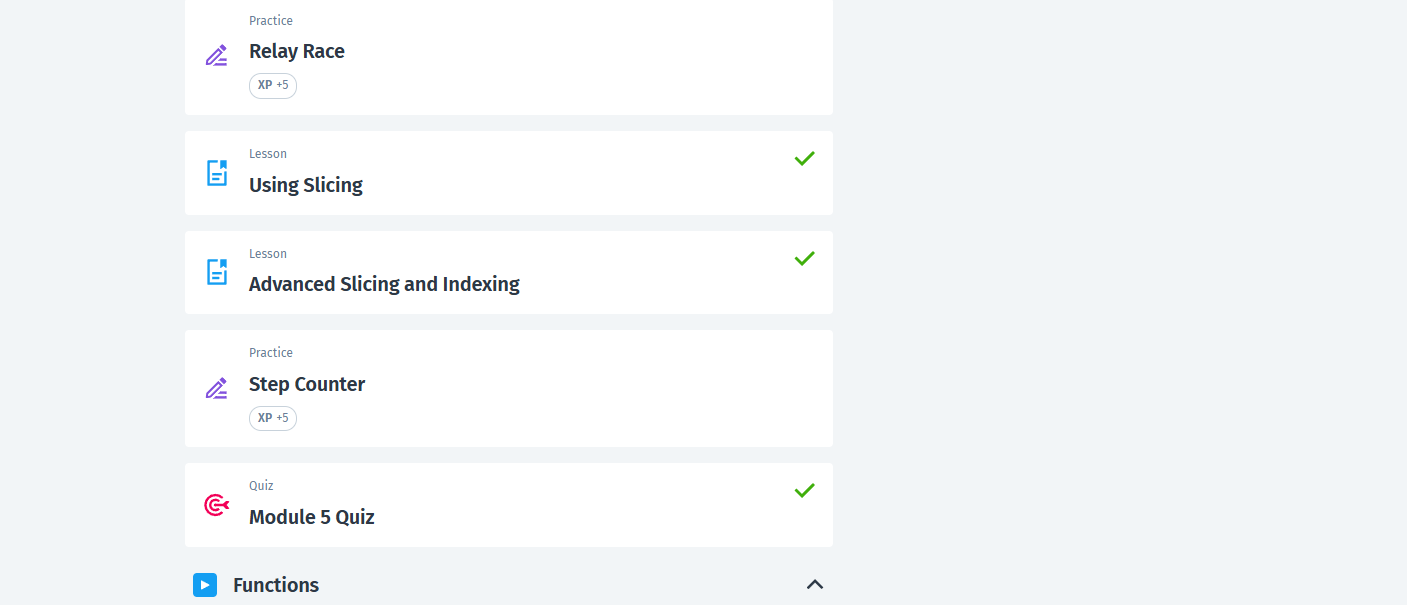 Practice
Relay Race
XP +5
Lesson
Using Slicing
Lesson
Advanced Slicing and Indexing
Practice
Step Counter
XP +5
Quiz
Module 5 Quiz
Functions